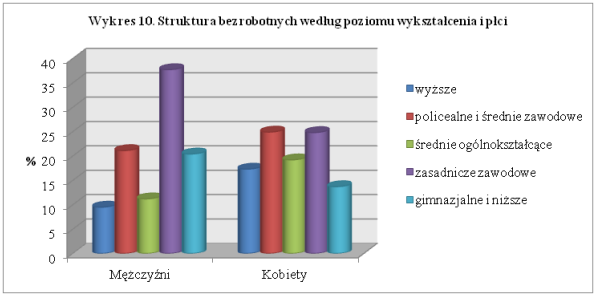 Wykres 10. Struktura bezrobotnych według poziomu wykształcenia i płci
%
40
35
30
25
20
15
10
5
0
Mężczyźni
Kobiety
wyższe
policealne i średnie zawodowe
średnie ogólnokształcące
zasadnicze zawodowe
gimnazjalne i niższe